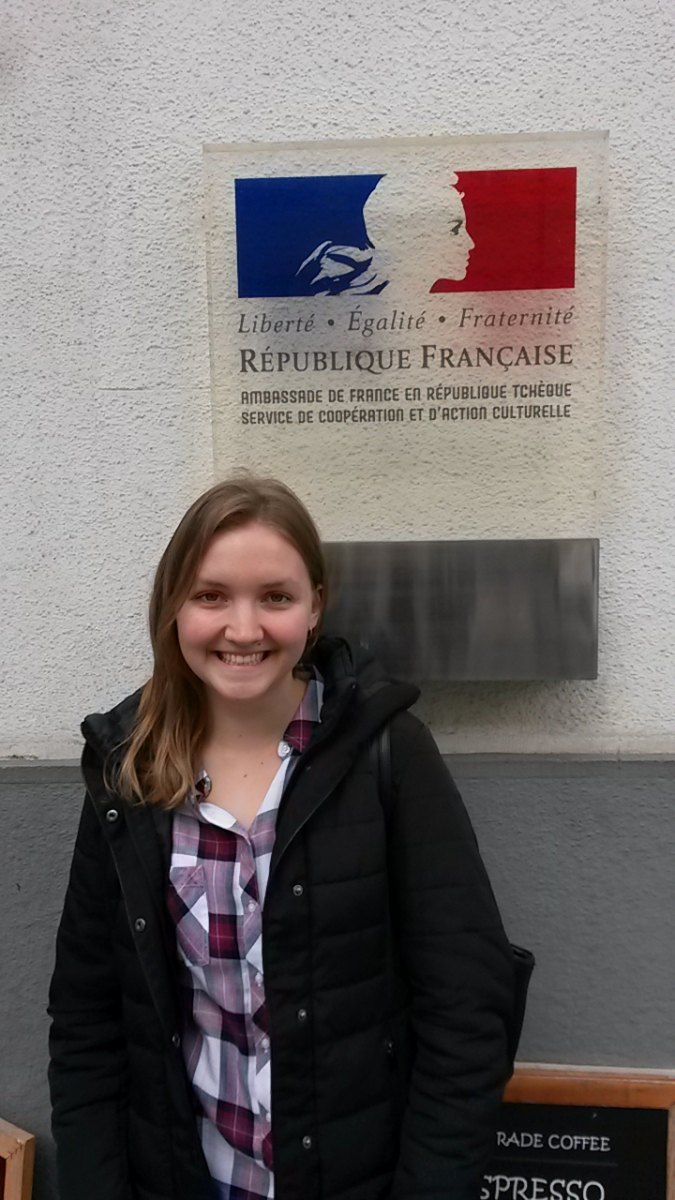 Liberté • Égalité • Fraternité
RÉPUBLIQUE FRANÇAISE
AMBASSADE DE FRANCE EN RÉPUBLIQUE TCHÈQUE
SERVICE DE COOPÉRATION ET D'ACTION CULTURELLE
RADE COFFEE
SPRESSO